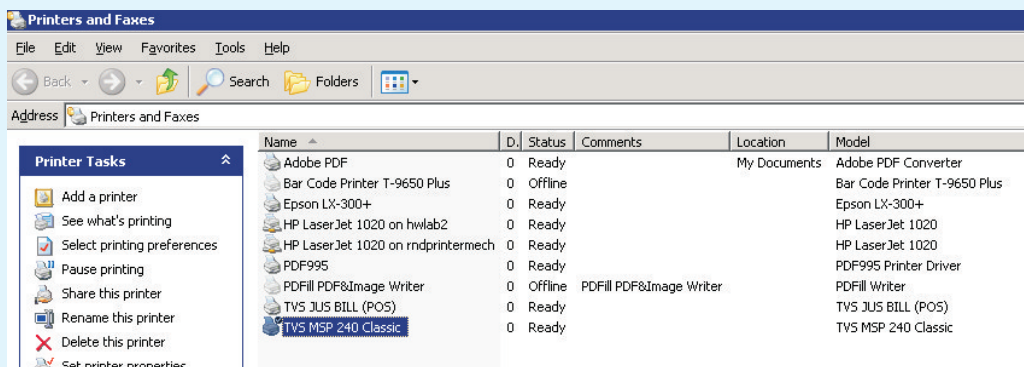 Printers and Faxes
File Edit View Favorites Tools Help
Back Search Folders
Address Printers and Faxes
Printer Tasks
Add a printer
See what's printing
Select printing preferences
Pause printing
Share this printer
Rename this printer
Delete this printer
Set printer properties
Name D. Status Comments Location Model
Adobe PDF 0 Ready My Documents Adobe PDF Converter
Bar Code Printer T-9650 Plus 0 Offline Bar Code Printer T-9650 Plus
Epson LX-300+ 0 Ready Epson LX-300+
HP LaserJet 1020 on hwlab2 0 Ready HP LaserJet 1020
HP LaserJet 1020 on rndprintermech 0 Ready HP LaserJet 1020
PDF995 0 Ready PDF995 Printer Driver
PDFill PDF&Image Writer 0 Offline PDFill PDF&Image Writer PDFill Writer
TVS JUS BILL (POS) 0 Ready TVS JUS BILL (POS)
TVS MSP 240 Classic 0 Ready TVS MSP 240 Classic